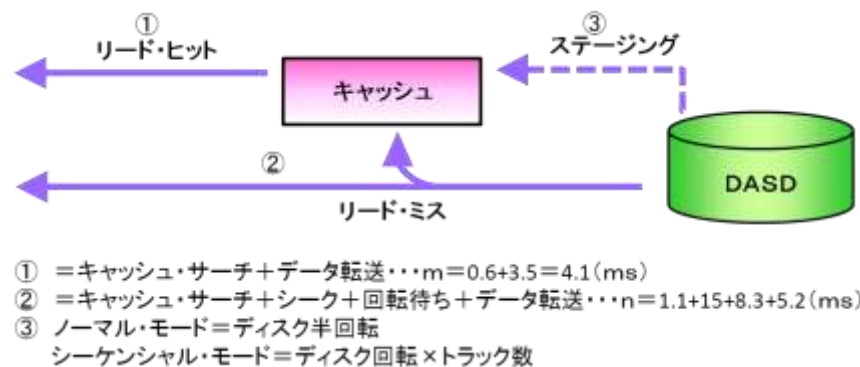 ①
リード・ヒット
③
ステージング
キャッシュ
②
DASD
リード・ミス
① ＝キャッシュ・サーチ＋データ転送・・・m＝0.6+3.5＝4.1(ms)
② ＝キャッシュ・サーチ＋シーク＋回転待ち＋データ転送・・・n＝1.1+15+8.3+5.2(ms)
③ ノーマル・モード＝ディスク半回転
シーケンシャル・モード＝ディスク回転×トラック数